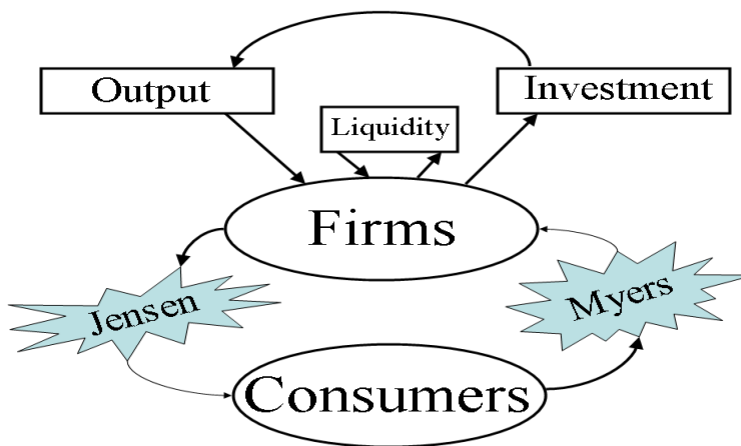 Output
Investment
Liquidity
Firms
Jensen
Myers
Consumers